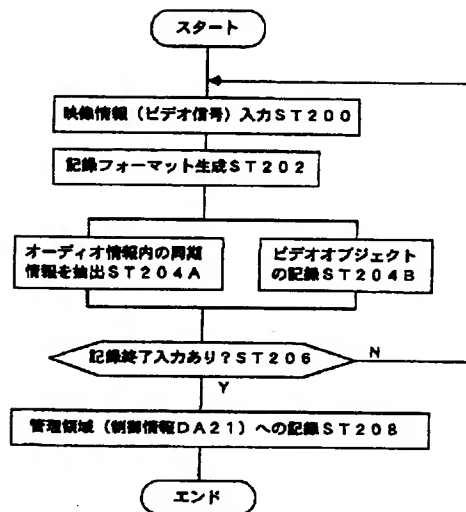 スタート
映像情報（ビデオ信号）入力ＳＴ２００
記録フォーマット生成ＳＴ２０２
オーディオ情報内の同期
情報を抽出ＳＴ２０４Ａ
ビデオオブジェクト
の記録ＳＴ２０４Ｂ
記録終了入力あり？ＳＴ２０６
N
Y
管理領域（制御情報ＤＡ２１）への記録ＳＴ２０８
エンド